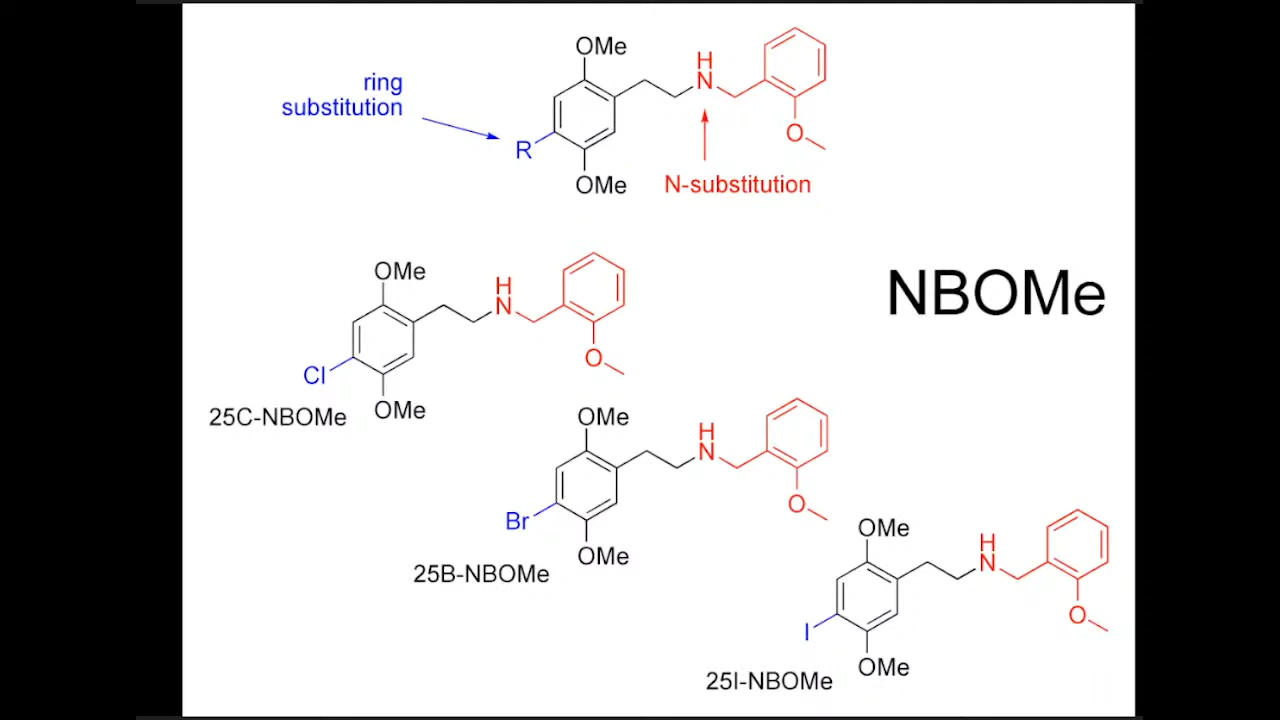 OMe
ring
substitution
R
H
N
O
OMe
N-substitution
NBOMe
OMe
H
N
Cl
O
OMe
25C-NBOMe
OMe
H
N
Br
O
OMe
25B-NBOMe
OMe
H
N
I
O
OMe
25I-NBOMe